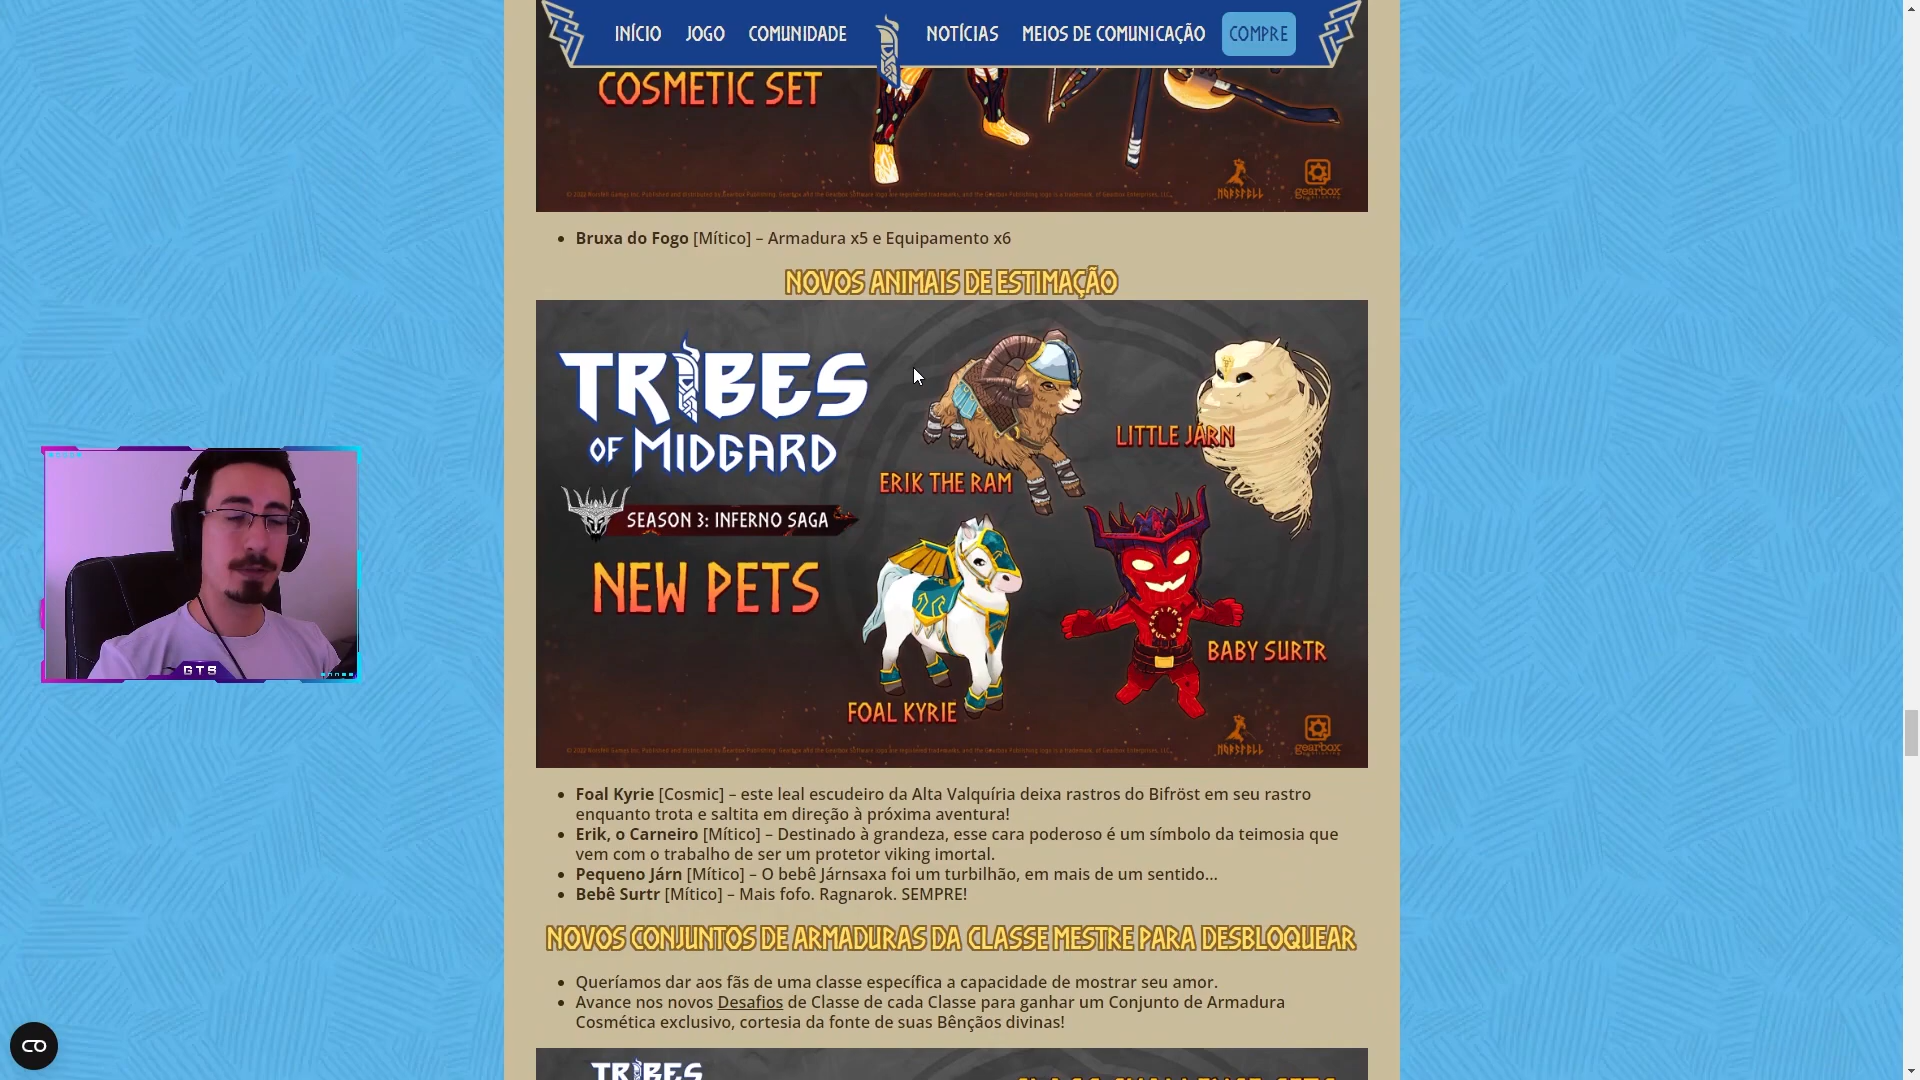 INÍCIO JOGO COMUNIDADE NOTÍCIAS MEIOS DE COMUNICAÇÃO COMPRE
COSMETIC SET
NORSFELL gearbox
Bruxa do Fogo [Mítico] – Armadura x5 e Equipamento x6
NOVOS ANIMAIS DE ESTIMAÇÃO
TRIBES
OF MIDGARD
SEASON 3: INFERNO SAGA
NEW PETS
ERIK THE RAM
LITTLE JÁRN
FOAL KYRIE
BABY SURTR
NORSFELL gearbox
GTS
Foal Kyrie [Cosmic] – este leal escudeiro da Alta Valquíria deixa rastros do Bifröst em seu rastro
enquanto trota e saltita em direção à próxima aventura!
Erik, o Carneiro [Mítico] – Destinado à grandeza, esse cara poderoso é um símbolo da teimosia que
vem com o trabalho de ser um protetor viking imortal.
Pequeno Járn [Mítico] – O bebê Járnsaxa foi um turbilhão, em mais de um sentido...
Bebê Surtr [Mítico] – Mais fofo. Ragnarok. SEMPRE!
NOVOS CONJUNTOS DE ARMADURAS DA CLASSE MESTRE PARA DESBLOQUEAR
Queríamos dar aos fãs de uma classe específica a capacidade de mostrar seu amor.
Avance nos novos Desafios de Classe de cada Classe para ganhar um Conjunto de Armadura
Cosmética exclusivo, cortesia da fonte de suas Bênçãos divinas!
TRIBES